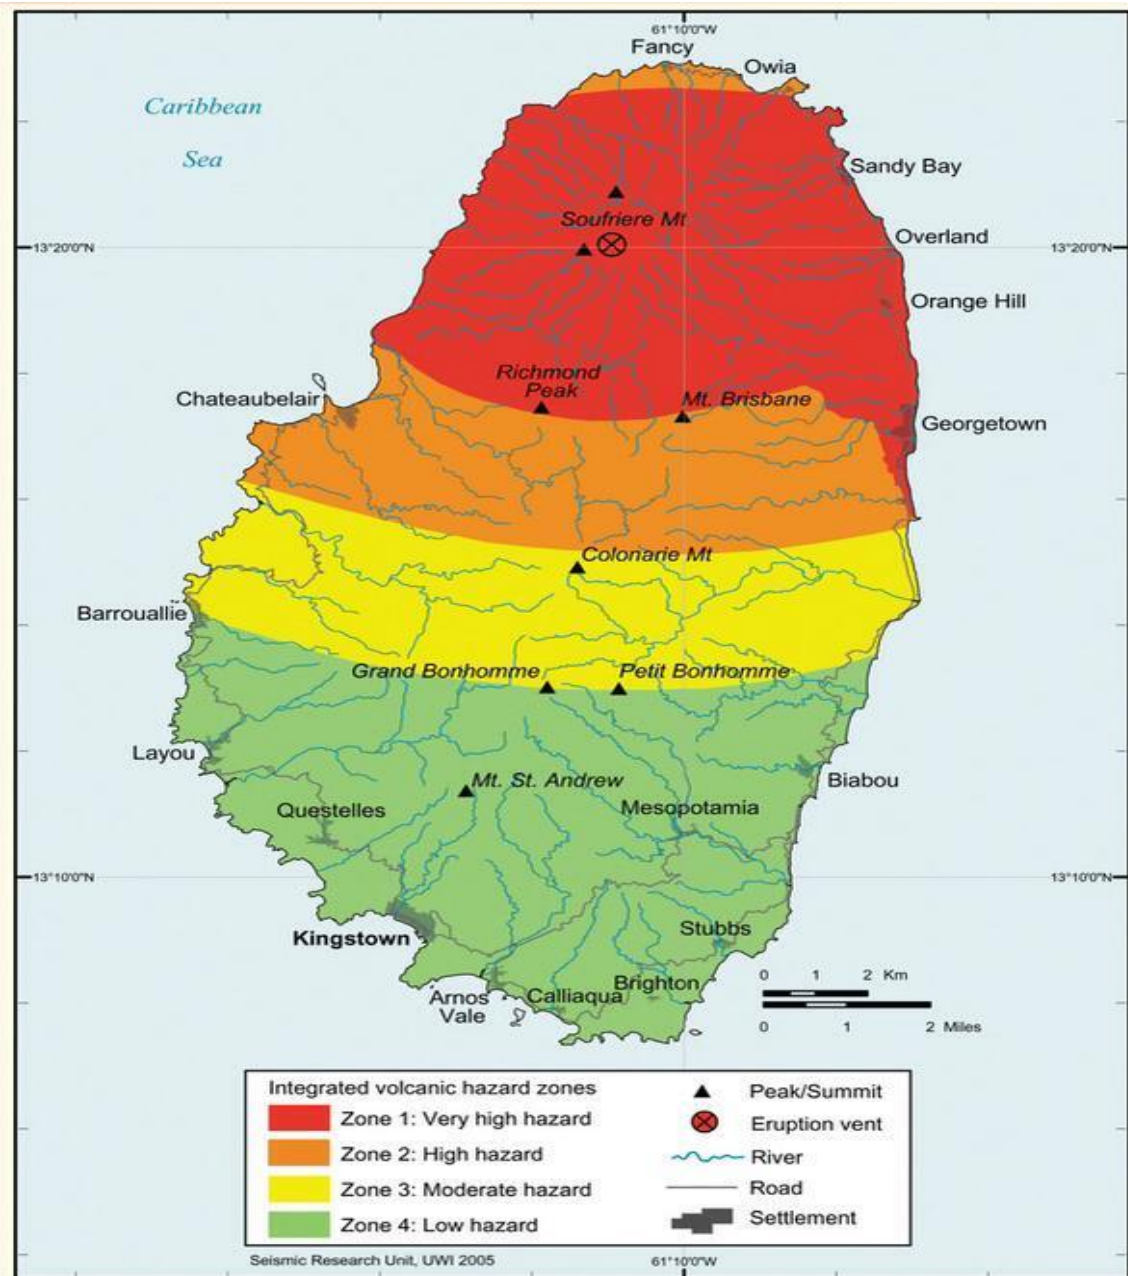 61°10'0"W
Fancy
Owia
Caribbean
Sea
Sandy Bay
Soufriere Mt
Overland
13°20'0"N
13°20'0"N
Orange Hill
Richmond
Peak
Mt. Brisbane
Chateaubelair
Georgetown
Colonarie Mt
Barrouallie
Grand Bonhomme
Petit Bonhomme
Layou
Mt. St. Andrew
Biabou
Questelles
Mesopotamia
13°10'0"N
13°10'0"N
Stubbs
Kingstown
0 1 2 Km
Brighton
Arnos
Vale
Calliaqua
0 1 2 Miles
Integrated volcanic hazard zones
Zone 1: Very high hazard
Zone 2: High hazard
Zone 3: Moderate hazard
Zone 4: Low hazard
Peak/Summit
Eruption vent
River
Road
Settlement
Seismic Research Unit, UWI 2005
61°10'0"W